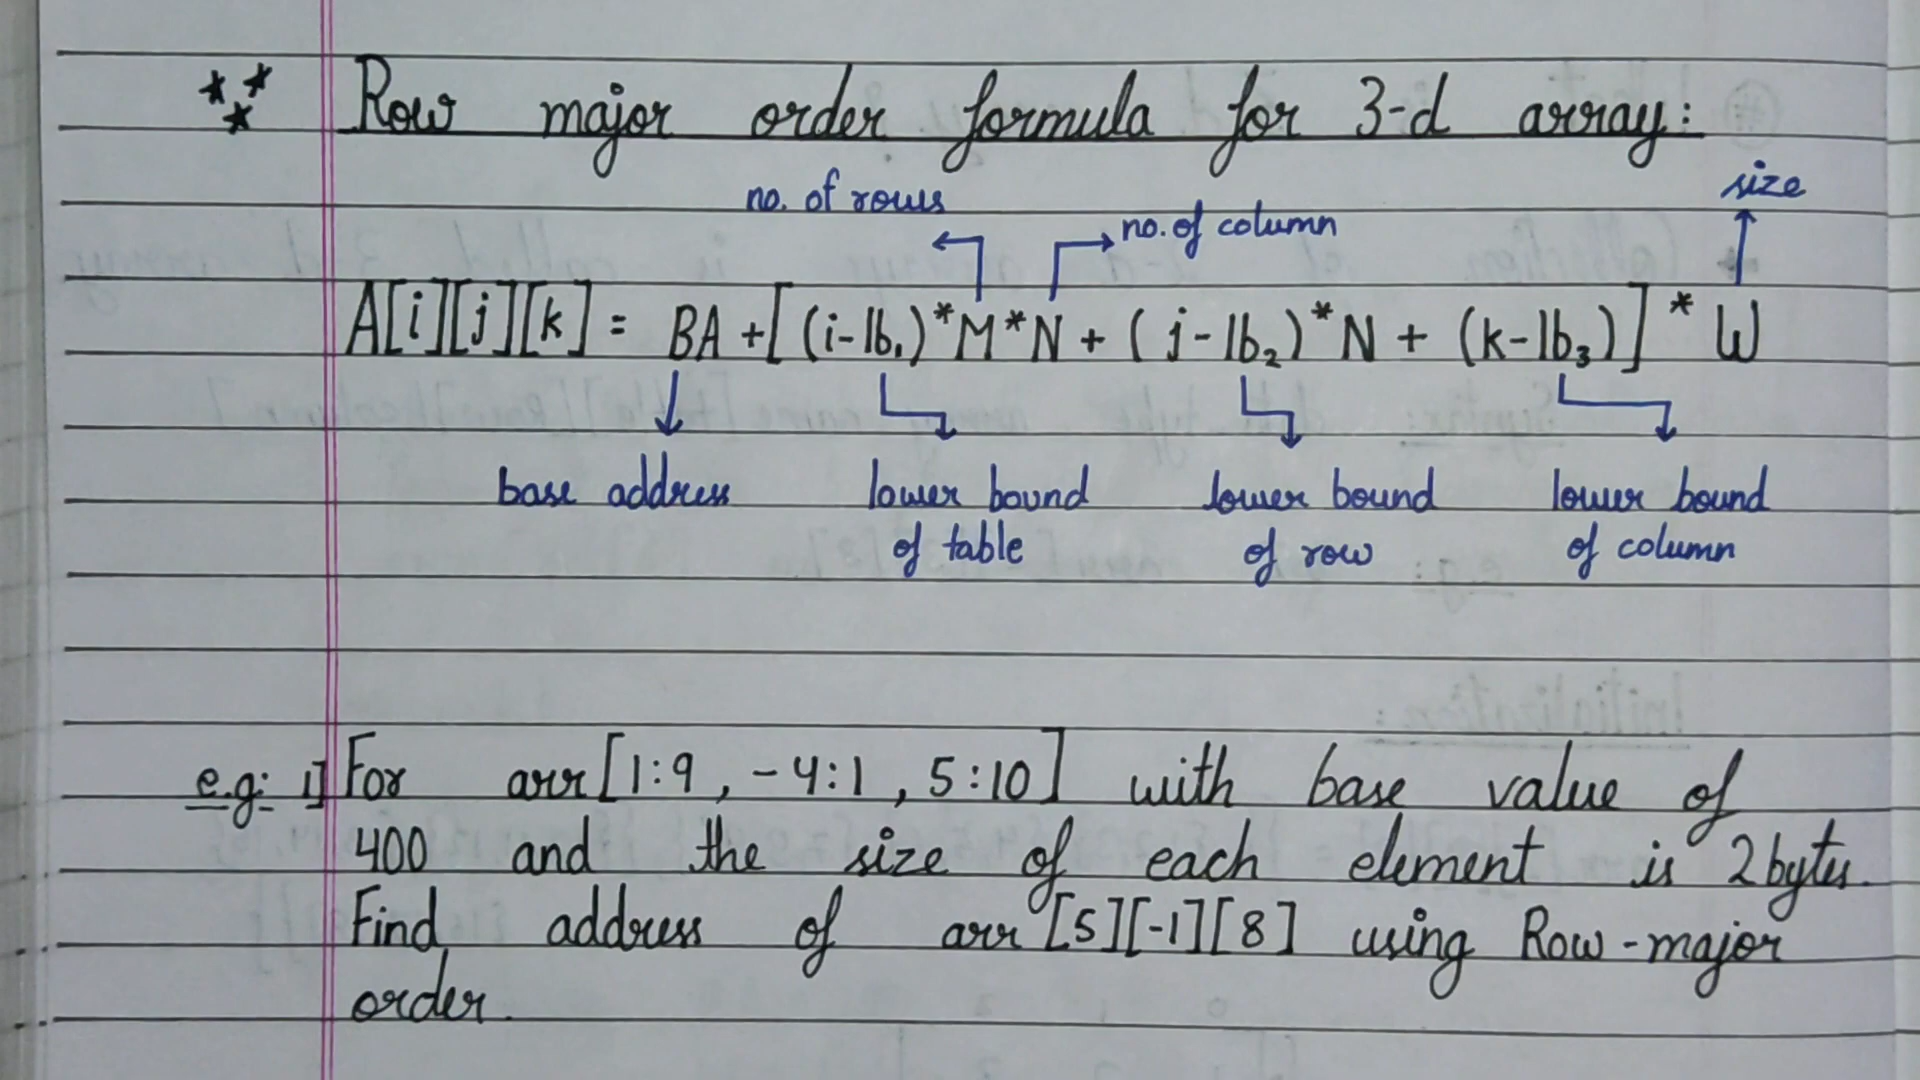 Row major order formula for 3-d array:
no. of rows
no. of column
size
A[i][j][k] = BA + [(i-lb₁)*M*N + (j-lb₂)*N + (k-lb₃)] * W
base address
lower bound of table
lower bound of row
lower bound of column
e.g: 1] For arr[1:9, -4:1, 5:10] with base value of
400 and the size of each element is 2 bytes.
Find address of arr[5][-1][8] using Row-major
order.